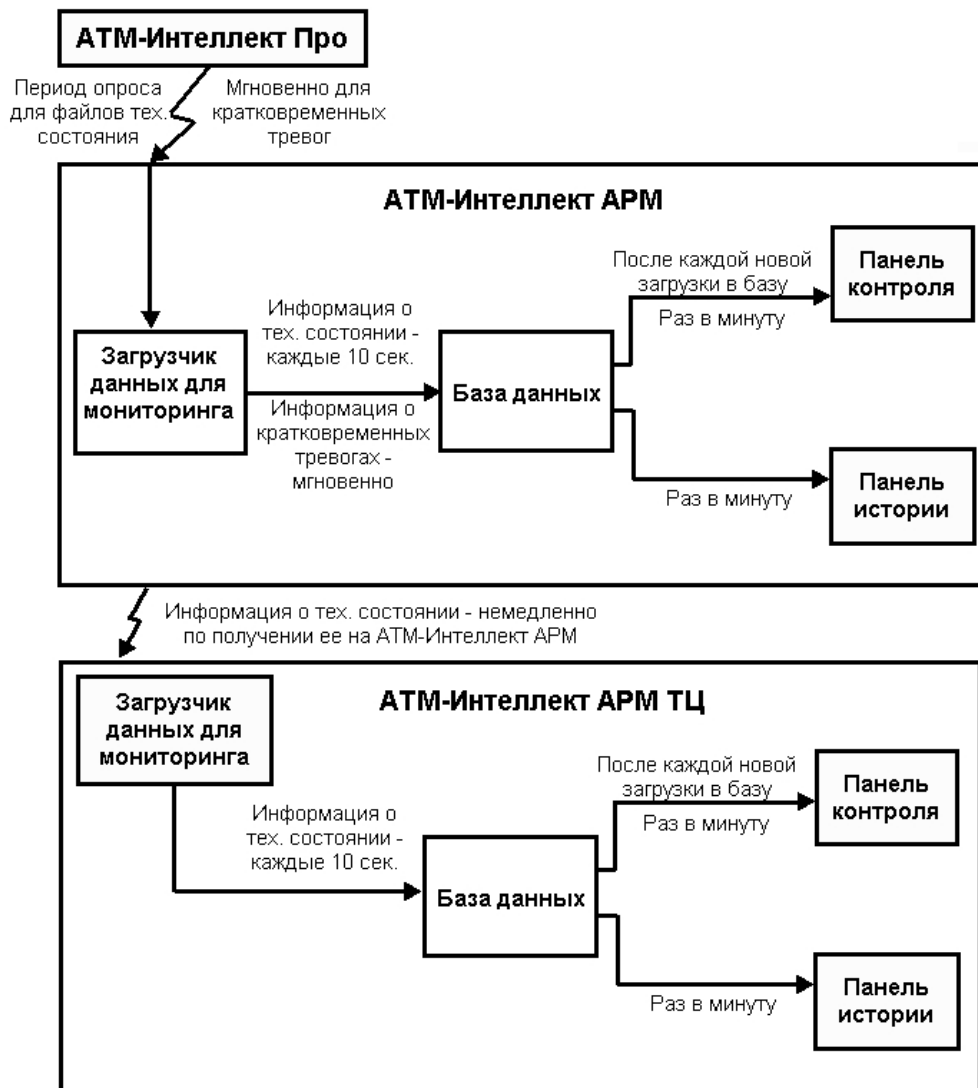 АТМ-Интеллект Про
Период опроса
для файлов тех.
состояния
Мгновенно для
кратковременных
тревог
АТМ-Интеллект АРМ
Загрузчик
данных для
мониторинга
Информация о
тех. состоянии -
каждые 10 сек.
Информация о
кратковременных
тревогах -
мгновенно
База данных
После каждой новой
загрузки в базу
Раз в минуту
Панель
контроля
Раз в минуту
Панель
истории
Информация о тех. состоянии - немедленно
по получении ее на АТМ-Интеллект АРМ
АТМ-Интеллект АРМ ТЦ
Загрузчик
данных для
мониторинга
Информация о
тех. состоянии -
каждые 10 сек.
База данных
После каждой новой
загрузки в базу
Раз в минуту
Панель
контроля
Раз в минуту
Панель
истории